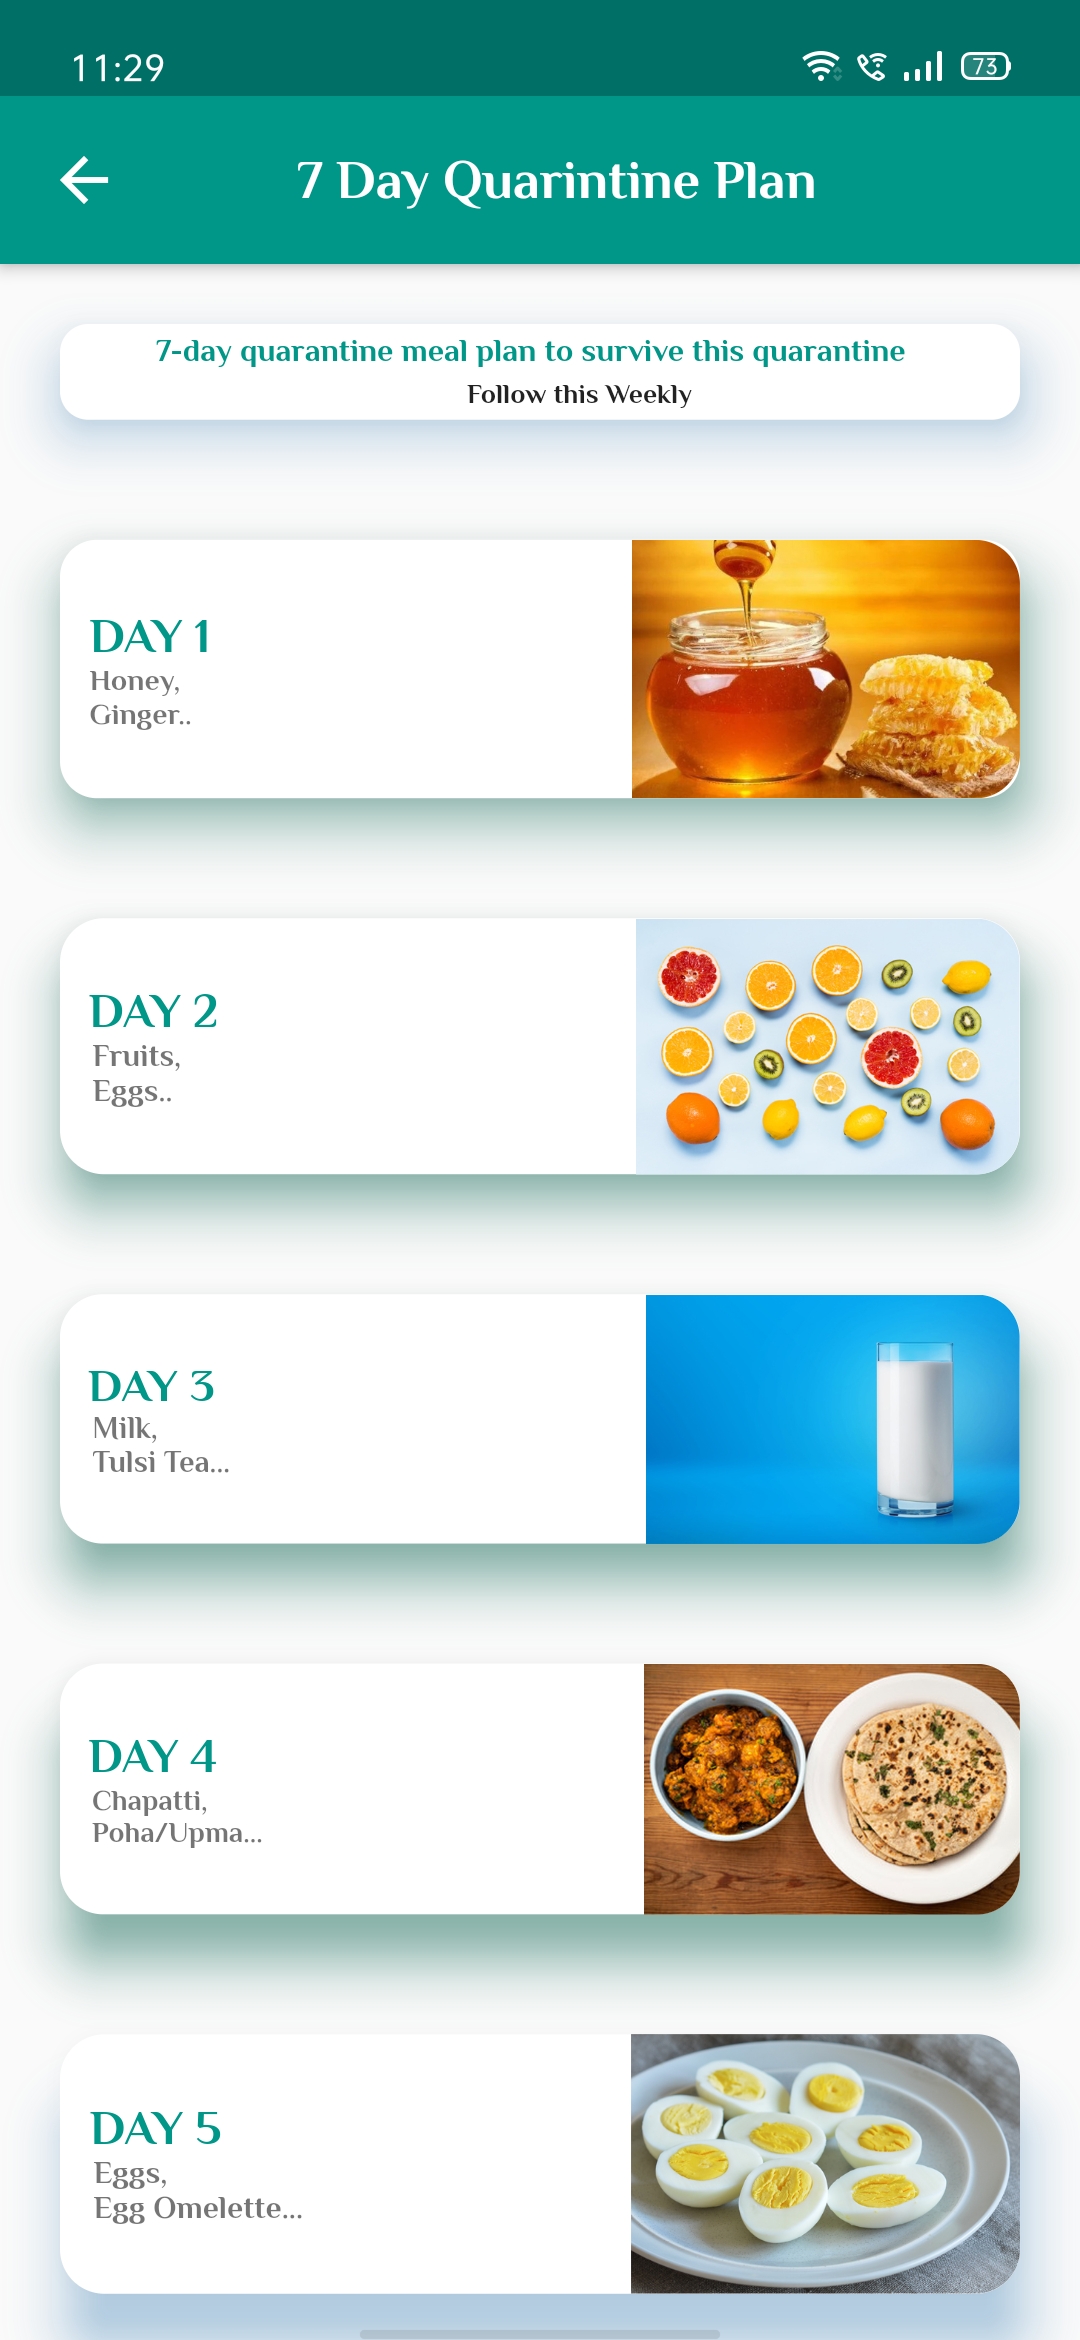 11:29
73
7 Day Quarintine Plan
7-day quarantine meal plan to survive this quarantine
Follow this Weekly
DAY 1
Honey,
Ginger..
DAY 2
Fruits,
Eggs..
DAY 3
Milk,
Tulsi Tea...
DAY 4
Chapatti,
Poha/Upma...
DAY 5
Eggs,
Egg Omelette...